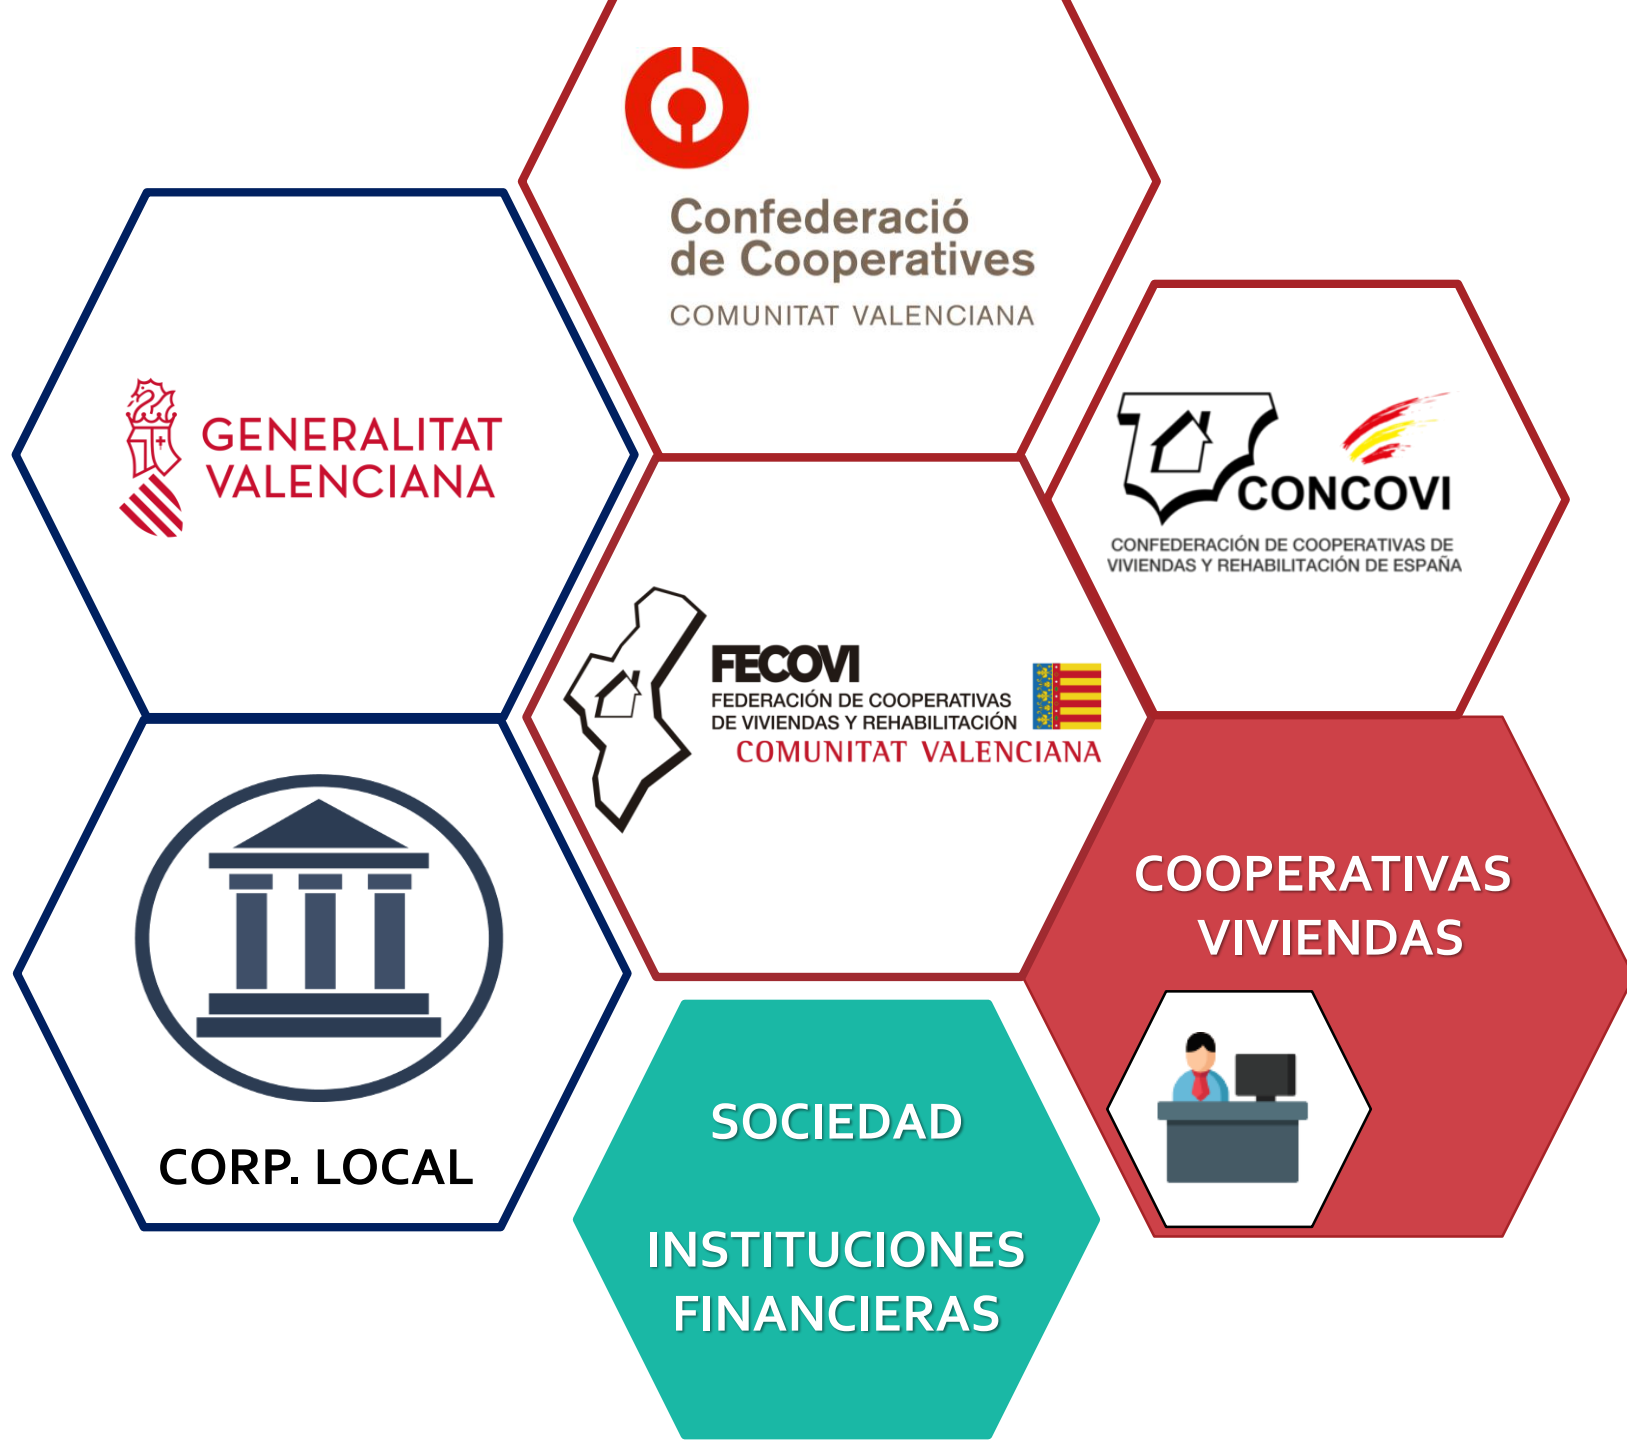 Confederació
de Cooperatives
COMUNITAT VALENCIANA
GENERALITAT
VALENCIANA
CONCOVI
CONFEDERACIÓN DE COOPERATIVAS DE
VIVIENDAS Y REHABILITACIÓN DE ESPAÑA
FECOVI
FEDERACIÓN DE COOPERATIVAS
DE VIVIENDAS Y REHABILITACIÓN
COMUNITAT VALENCIANA
CORP. LOCAL
COOPERATIVAS
VIVIENDAS
SOCIEDAD
INSTITUCIONES
FINANCIERAS